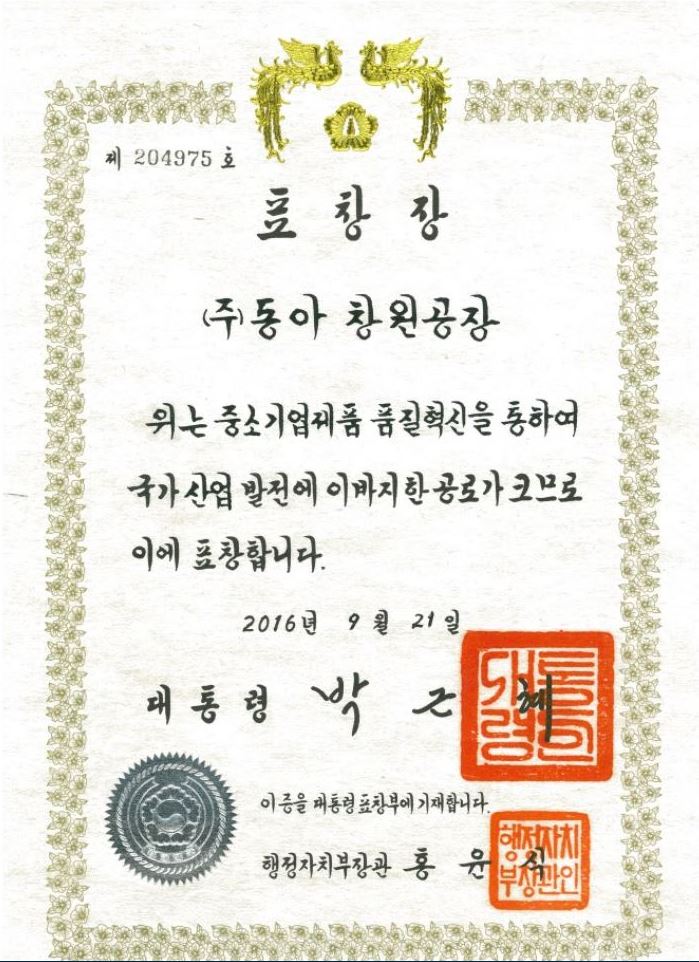 제 204975 호
표 창 장
(주)동아 창원공장
위는 중소기업제품 품질혁신을 통하여
국가 산업 발전에 이바지한 공로가 크므로
이에 표창합니다.
2016년 9 월 21 일
대 통 령 박 근 혜
대통령의
이 증을 대통령표창부에 기재합니다.
행정자치부장관 홍 윤 식
행정자치부장관인